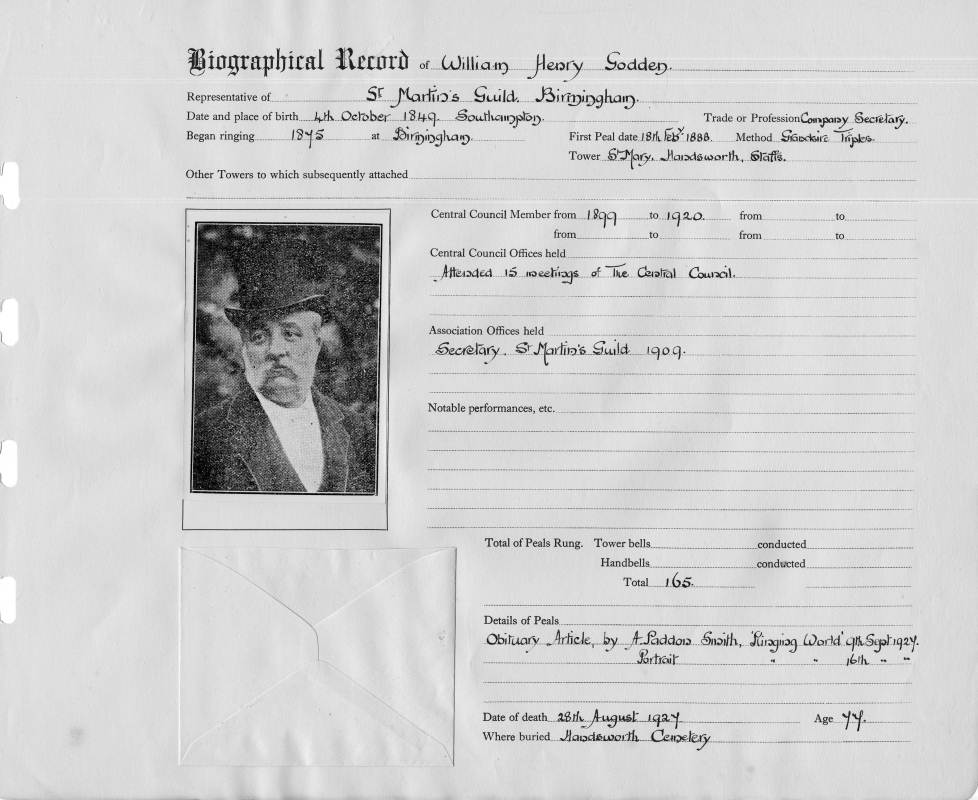 Biographical Record of William Henry Godden.
Representative of St Martin's Guild. Birmingham.
Date and place of birth 4th October 1849. Southampton. Trade or Profession Company Secretary.
Began ringing 1875 at Birmingham. First Peal date 18th Feby 1888. Method Stedman Triples.
Tower St Mary, Handsworth, Staffs.
Other Towers to which subsequently attached
Central Council Member from 1899 to 1920. from to
from to from to
Central Council Offices held
Attended 15 meetings of The Central Council.
Association Offices held
Secretary. St Martin's Guild 1909.
Notable performances, etc.
Total of Peals Rung. Tower bells conducted
Handbells conducted
Total 165.
Details of Peals
Obituary Article, by A Paddon Smith, 'Ringing World' 9th Sept 1927.
Portrait " " 16th " "
Date of death 28th August 1927 Age 77.
Where buried Handsworth Cemetery